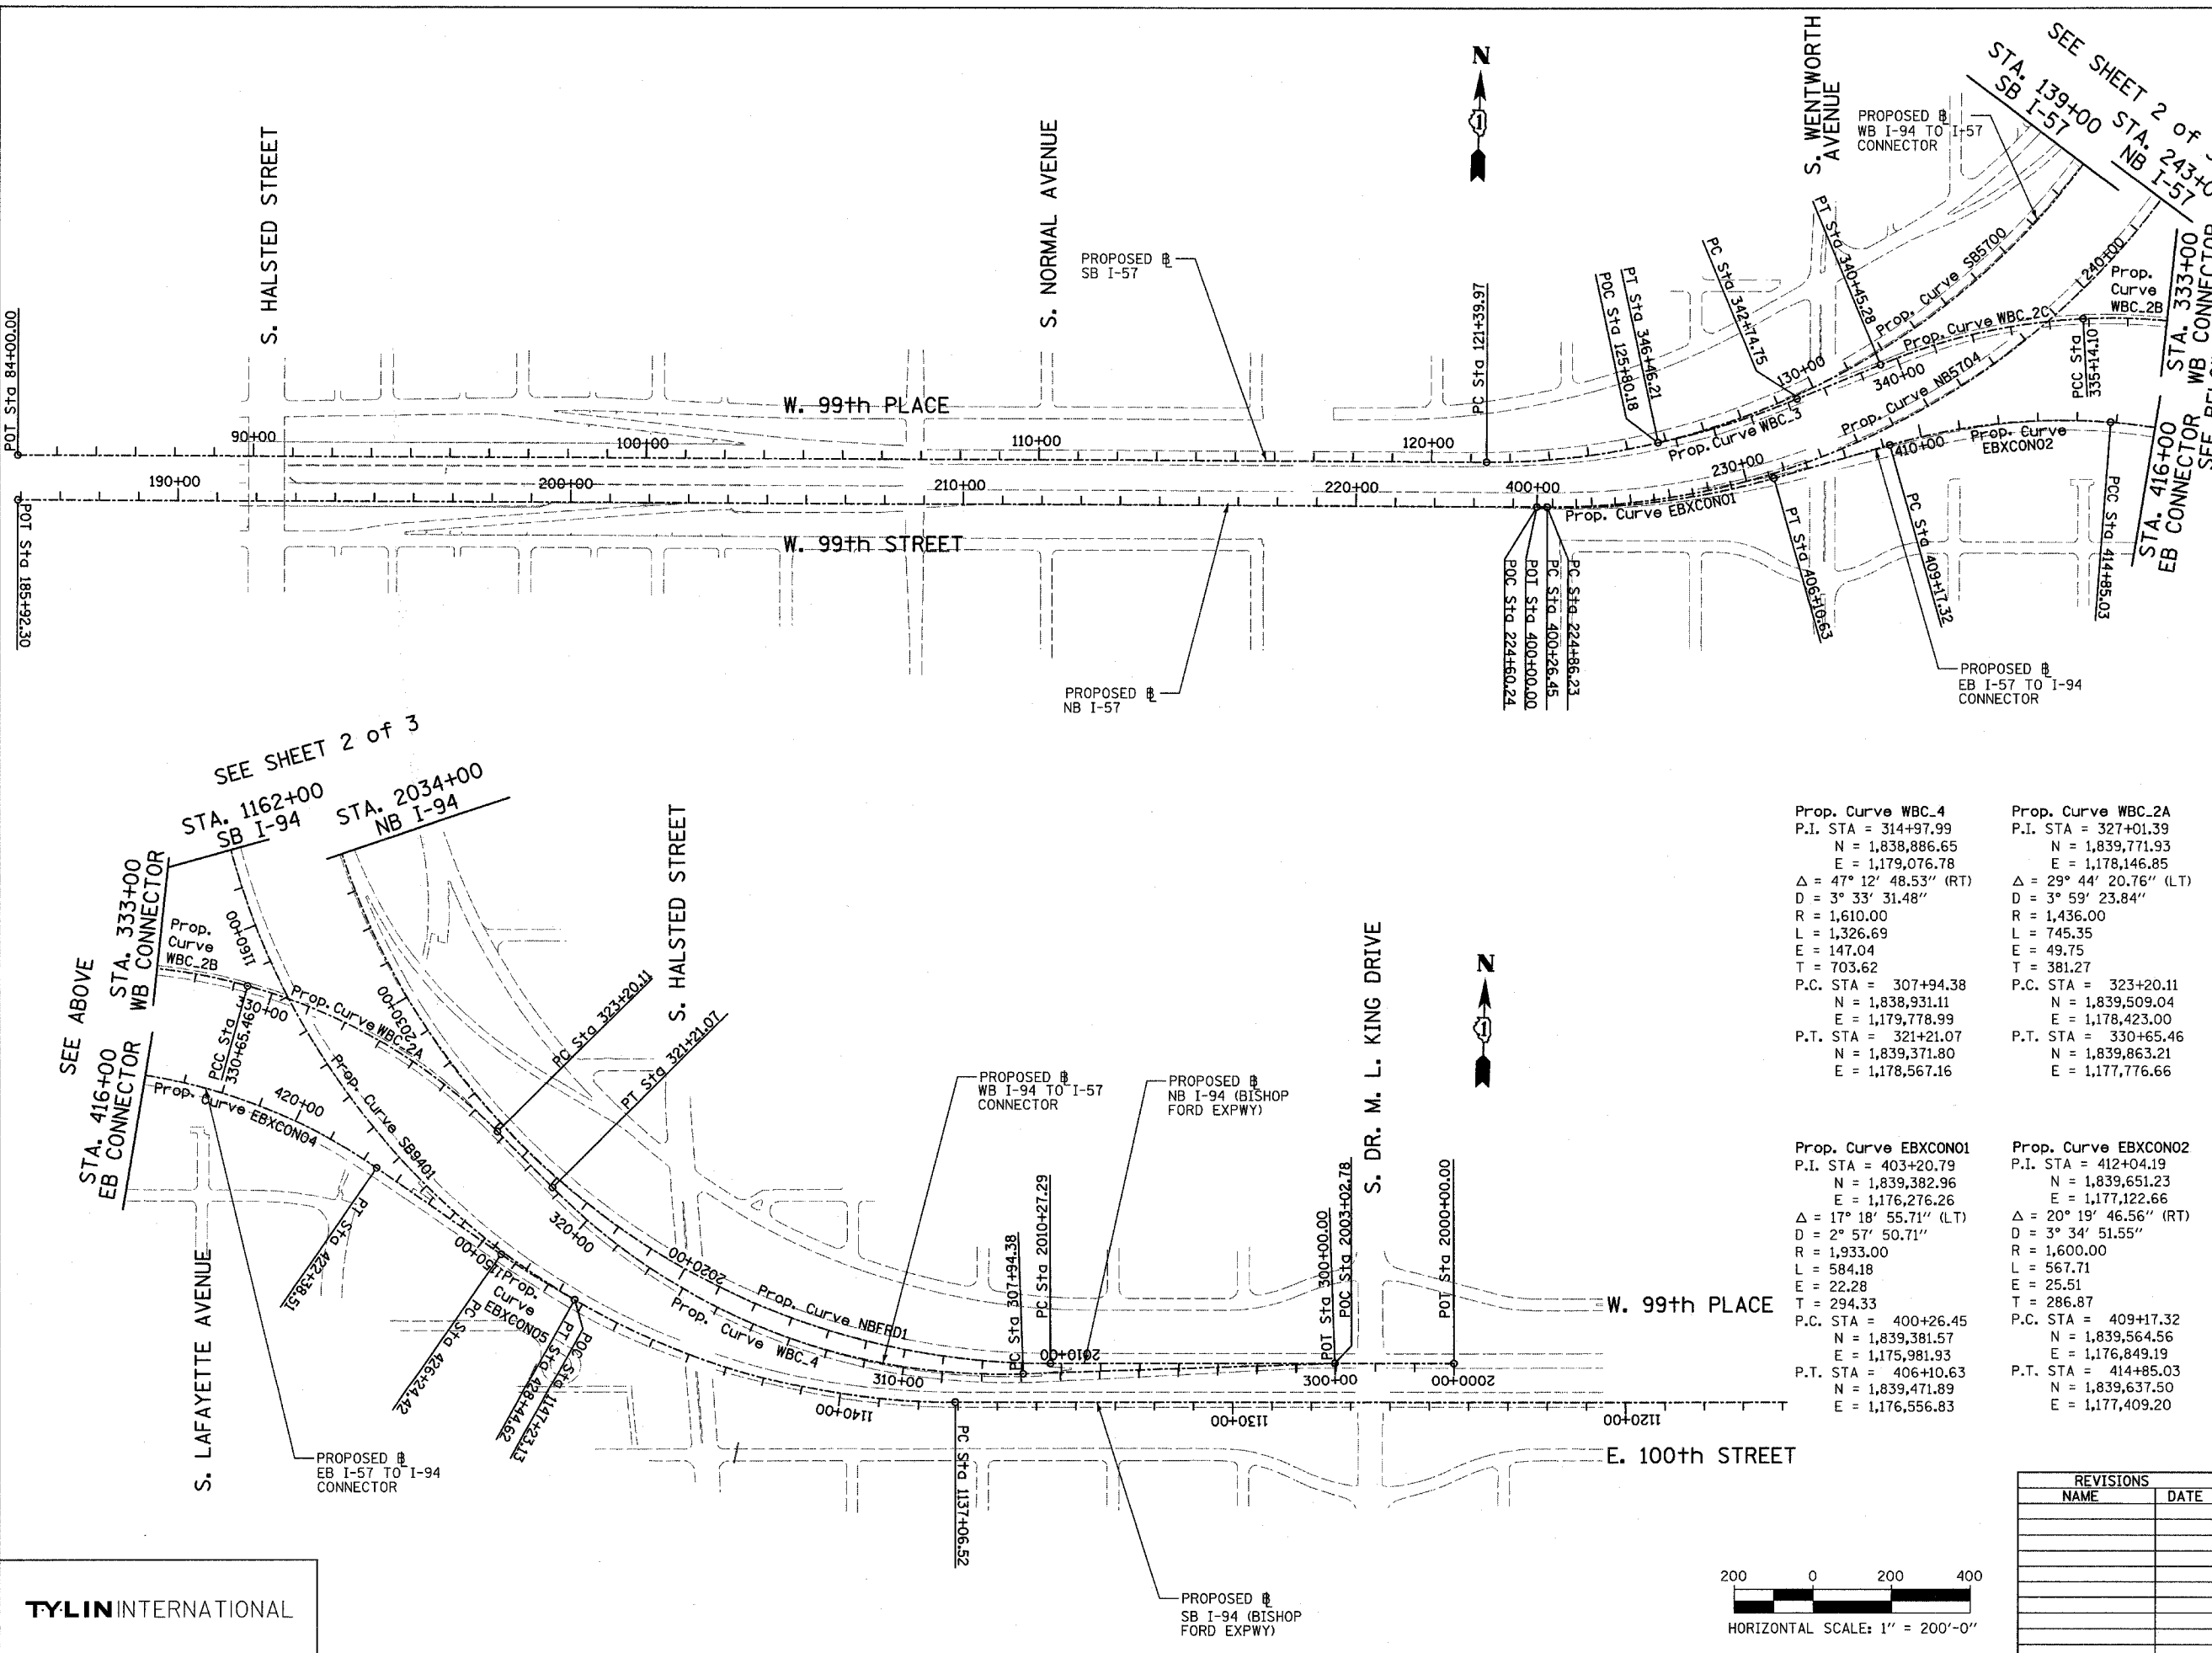 S. HALSTED STREET
S. NORMAL AVENUE
N
1
S. WENTWORTH
AVENUE
SEE SHEET 2 of
STA. 139+00
SB I-57
STA. 243+0
NB I-57
PROPOSED B
WB I-94 TO I-57
CONNECTOR
PROPOSED B
SB I-57
POT Sta 84+00.00
POT Sta 185+92.30
W. 99th PLACE
W. 99th STREET
90+00
100+00
110+00
120+00
130+00
190+00
200+00
210+00
220+00
230+00
240+00
340+00
400+00
410+00
PC Sta 121+39.97
POC Sta 125+80.18
PT Sta 346+46.21
PC Sta 342+74.75
PT Sta 340+45.28
Prop. Curve SB5700
Prop. Curve WBC_2C
Prop.
Curve
WBC_2B
Prop. Curve WBC_3
Prop. Curve NB5704
Prop. Curve EBXCON01
Prop. Curve
EBXCON02
PCC Sta
335+14.10
STA. 333+00
WB CONNECTOR
STA. 416+00
EB CONNECTOR
POC Sta 224+60.24
POT Sta 400+00.00
PC Sta 400+26.45
PC Sta 224+86.23
PT Sta 406+10.63
PC Sta 409+17.32
PCC Sta 414+85.03
PROPOSED B
NB I-57
PROPOSED B
EB I-57 TO I-94
CONNECTOR
SEE SHEET 2 of 3
STA. 1162+00
SB I-94
STA. 2034+00
NB I-94
SEE ABOVE
STA. 333+00
WB CONNECTOR
STA. 416+00
EB CONNECTOR
Prop.
Curve
WBC_2B
1160+00
330+00
PCC Sta
330+65.46
Prop. Curve WBC_2A
2030+00
Prop. Curve EBXCON04
420+00
Prop. Curve SB9401
PC Sta 323+20.11
PT Sta 321+21.07
S. HALSTED STREET
S. LAFAYETTE AVENUE
PT Sta 422+38.51
PC Sta 426+24.42
1150+00
Prop.
Curve
EBXCON05
PT Sta 428+44.62
POC Sta 1147+23.13
320+00
2020+00
Prop. Curve NBFRD1
Prop. Curve WBC_4
310+00
1140+00
PROPOSED B
WB I-94 TO I-57
CONNECTOR
PROPOSED B
NB I-94 (BISHOP
FORD EXPWY)
PC Sta 307+94.38
PC Sta 2010+27.29
2010+00
PC Sta 1137+06.52
S. DR. M. L. KING DRIVE
N
1
POT Sta 300+00.00
POC Sta 2003+02.78
POT Sta 2000+00.00
300+00
2000+00
1130+00
1120+00
W. 99th PLACE
E. 100th STREET
PROPOSED B
EB I-57 TO I-94
CONNECTOR
PROPOSED B
SB I-94 (BISHOP
FORD EXPWY)
Prop. Curve WBC_4
P.I. STA = 314+97.99
N = 1,838,886.65
E = 1,179,076.78
Δ = 47° 12' 48.53'' (RT)
D = 3° 33' 31.48''
R = 1,610.00
L = 1,326.69
E = 147.04
T = 703.62
P.C. STA = 307+94.38
N = 1,838,931.11
E = 1,179,778.99
P.T. STA = 321+21.07
N = 1,839,371.80
E = 1,178,567.16
Prop. Curve WBC_2A
P.I. STA = 327+01.39
N = 1,839,771.93
E = 1,178,146.85
Δ = 29° 44' 20.76'' (LT)
D = 3° 59' 23.84''
R = 1,436.00
L = 745.35
E = 49.75
T = 381.27
P.C. STA = 323+20.11
N = 1,839,509.04
E = 1,178,423.00
P.T. STA = 330+65.46
N = 1,839,863.21
E = 1,177,776.66
Prop. Curve EBXCON01
P.I. STA = 403+20.79
N = 1,839,382.96
E = 1,176,276.26
Δ = 17° 18' 55.71'' (LT)
D = 2° 57' 50.71''
R = 1,933.00
L = 584.18
E = 22.28
T = 294.33
P.C. STA = 400+26.45
N = 1,839,381.57
E = 1,175,981.93
P.T. STA = 406+10.63
N = 1,839,471.89
E = 1,176,556.83
Prop. Curve EBXCON02
P.I. STA = 412+04.19
N = 1,839,651.23
E = 1,177,122.66
Δ = 20° 19' 46.56'' (RT)
D = 3° 34' 51.55''
R = 1,600.00
L = 567.71
E = 25.51
T = 286.87
P.C. STA = 409+17.32
N = 1,839,564.56
E = 1,176,849.19
P.T. STA = 414+85.03
N = 1,839,637.50
E = 1,177,409.20
REVISIONS
NAME DATE
200 0 200 400
HORIZONTAL SCALE: 1'' = 200'-0''
TYLIN INTERNATIONAL